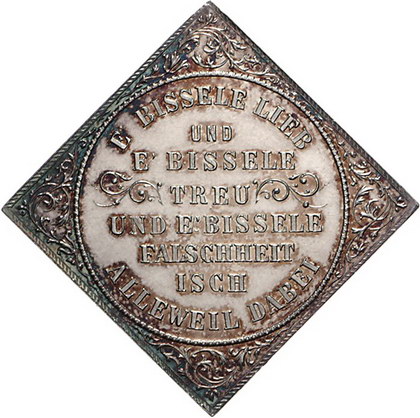 E' BISSELE LIEB
UND
E' BISSELE
TREU'
UND E' BISSELE
FALSCHHEIT
ISCH
ALLEWEIL DABEI